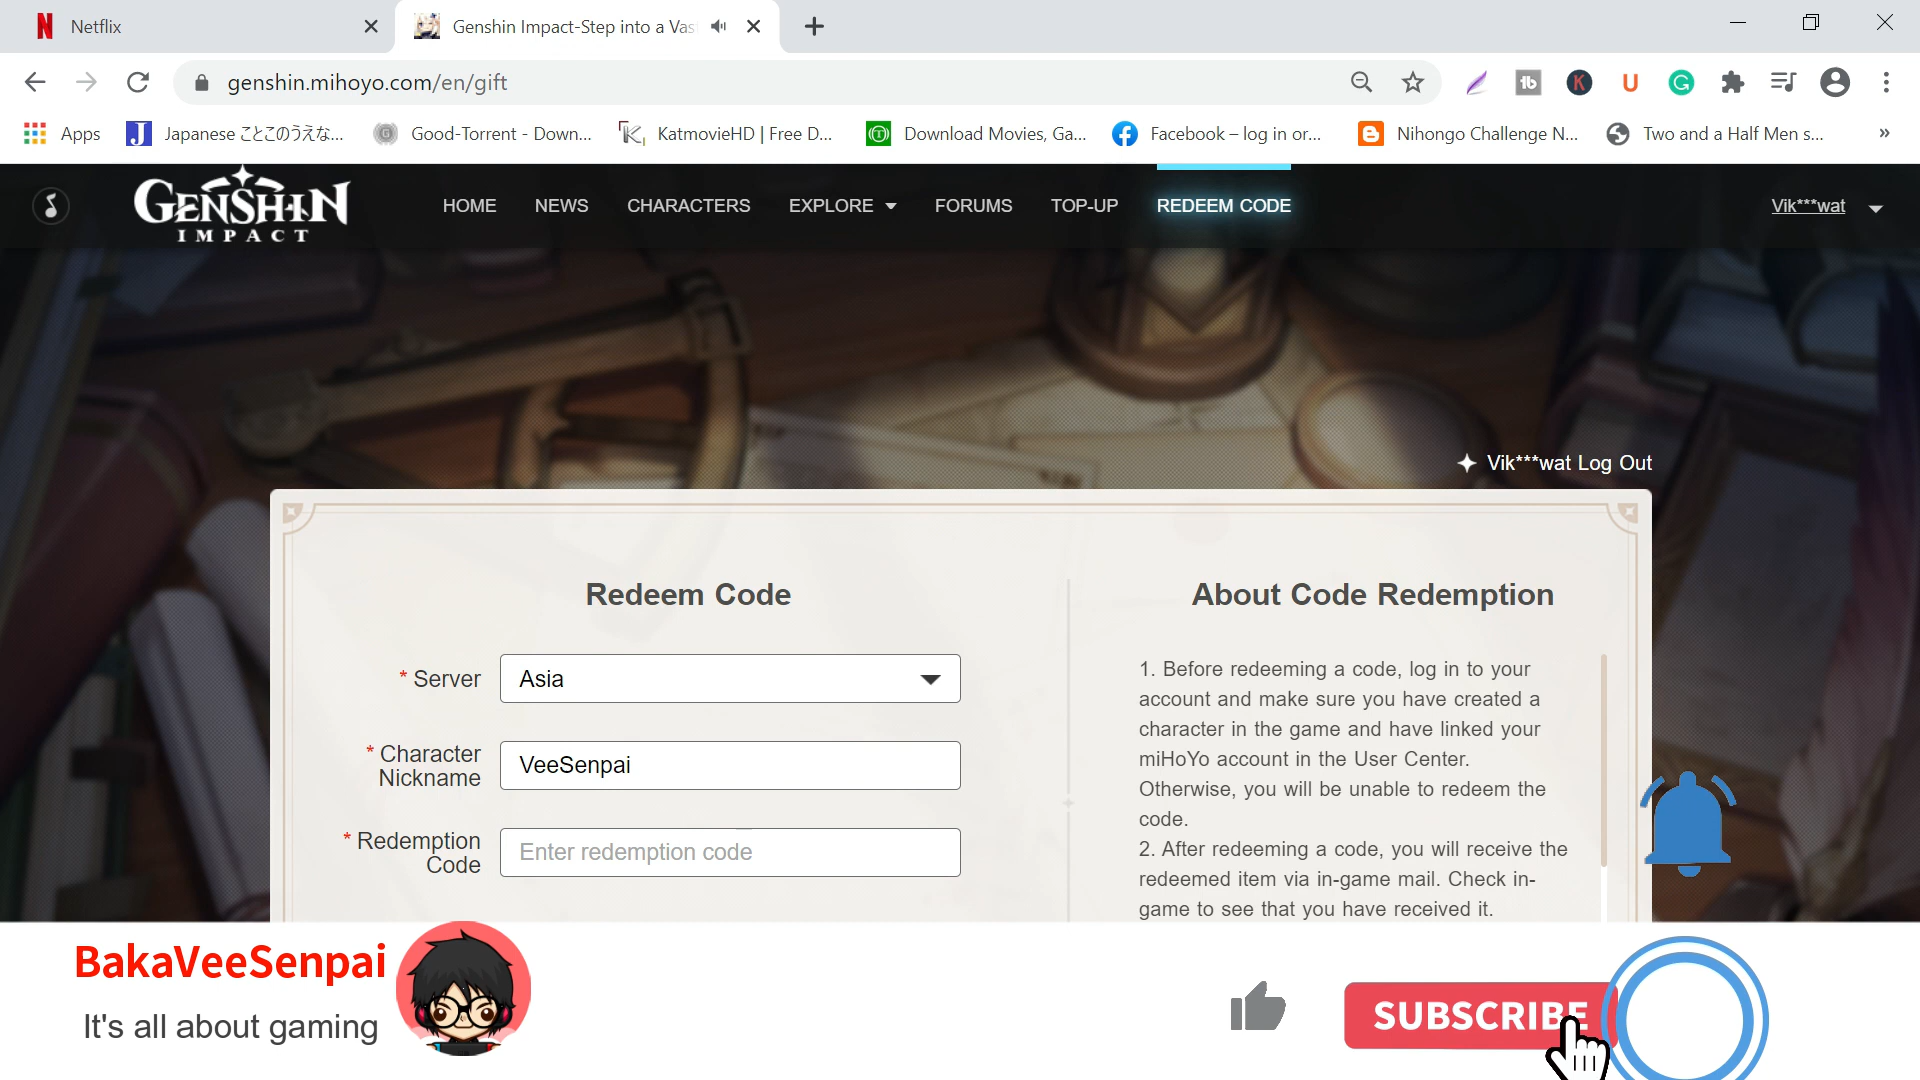 Netflix
Genshin Impact-Step into a Vas
genshin.mihoyo.com/en/gift
Apps
Japanese ことこのうえな...
Good-Torrent - Down...
KatmovieHD | Free D...
Download Movies, Ga...
Facebook – log in or...
Nihongo Challenge N...
Two and a Half Men s...
»
GENSHIN
IMPACT
HOME
NEWS
CHARACTERS
EXPLORE
FORUMS
TOP-UP
REDEEM CODE
Vik***wat
Vik***wat Log Out
Redeem Code
* Server
Asia
* Character
Nickname
VeeSenpai
* Redemption
Code
Enter redemption code
About Code Redemption
1. Before redeeming a code, log in to your
account and make sure you have created a
character in the game and have linked your
miHoYo account in the User Center.
Otherwise, you will be unable to redeem the
code.
2. After redeeming a code, you will receive the
redeemed item via in-game mail. Check in-
game to see that you have received it.
BakaVeeSenpai
It's all about gaming
SUBSCRIBE